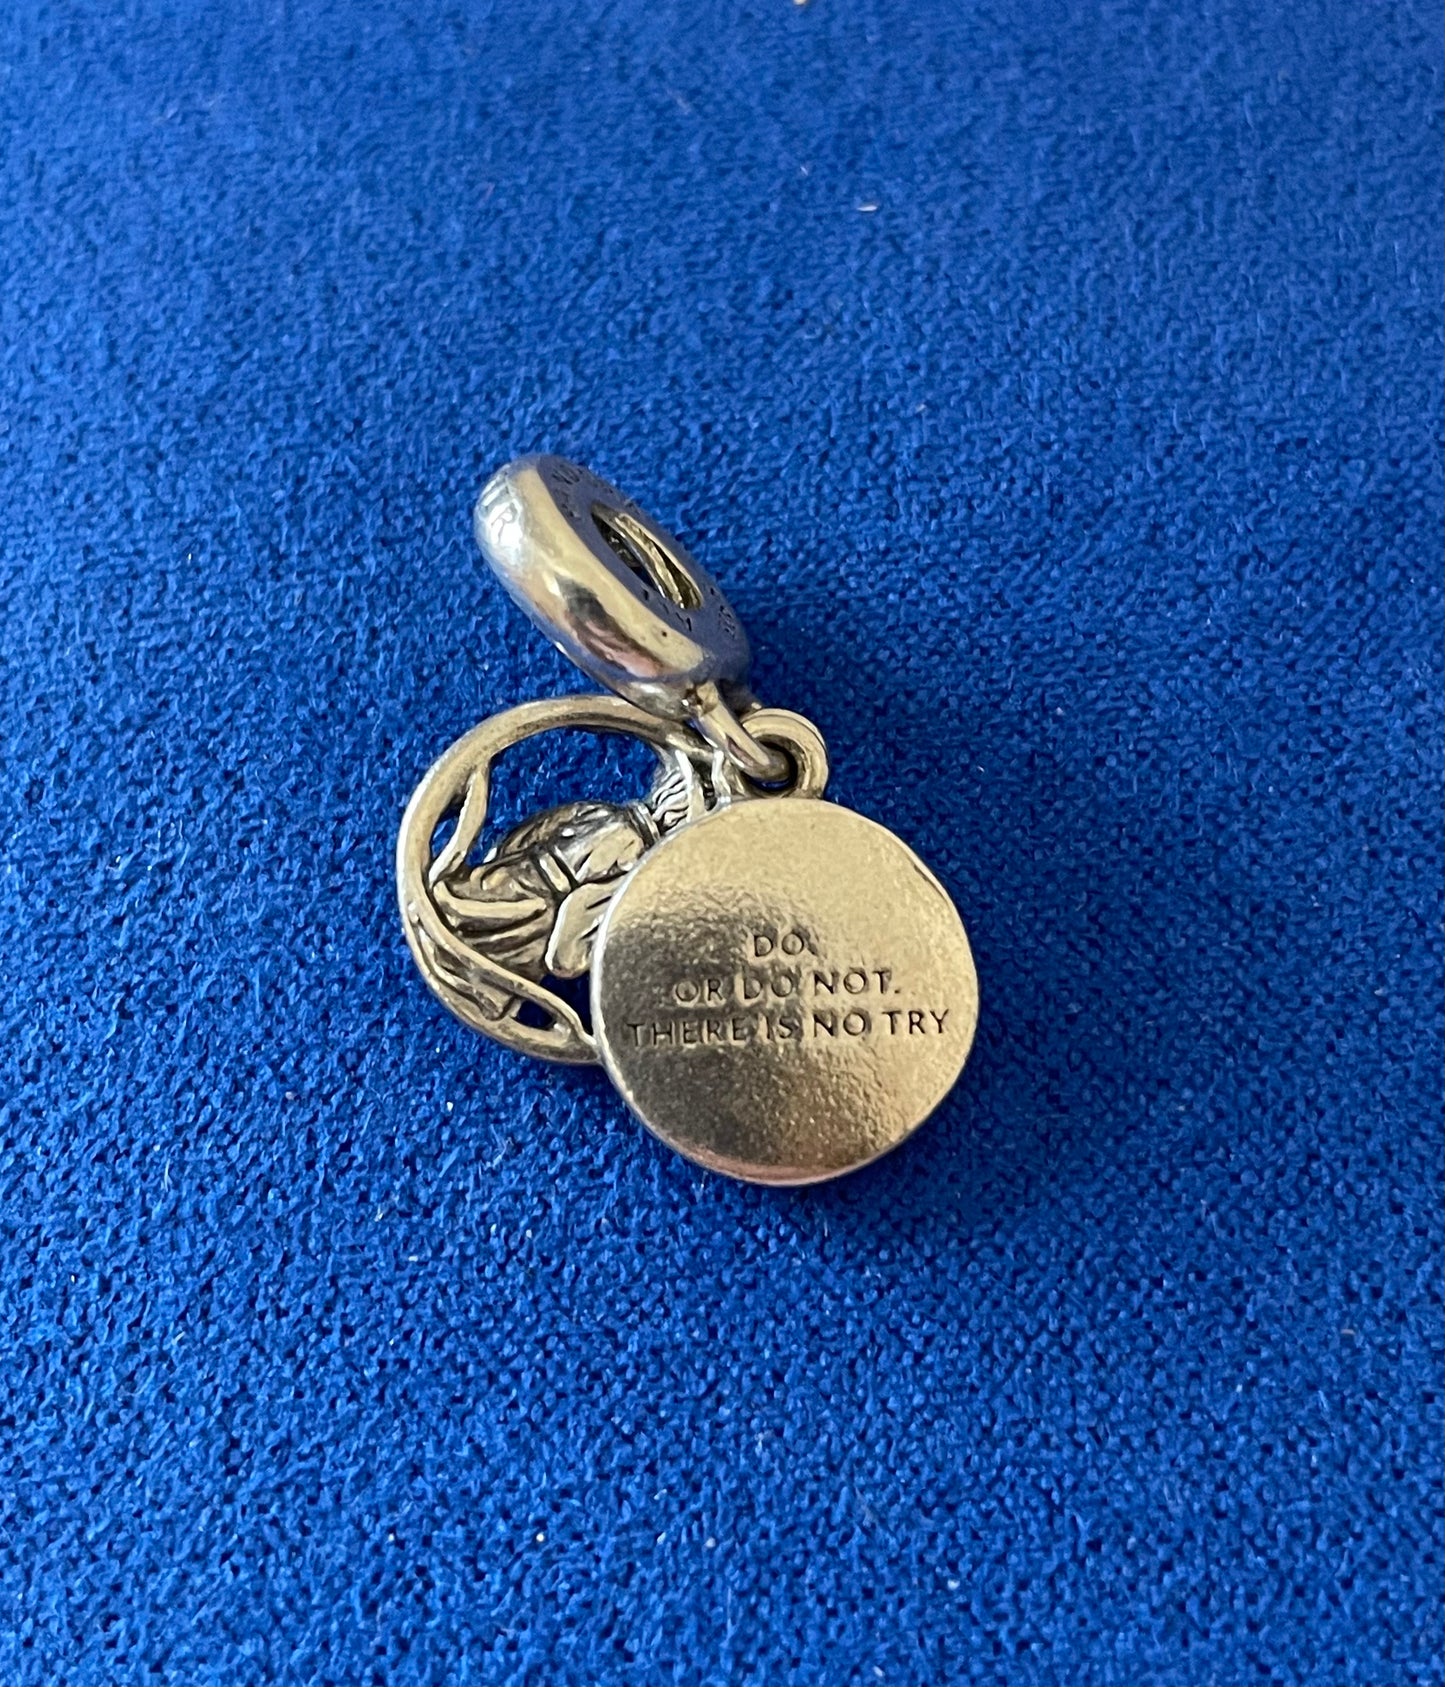 DO.
OR DO NOT.
THERE IS NO TRY